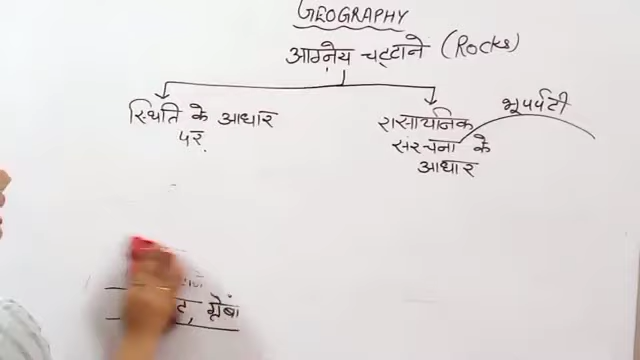 GEOGRAPHY
आग्नेय चट्टाने (Rocks)
स्थिति के आधार
पर.
रासायनिक
संरचना के
आधार
भूपर्पटी